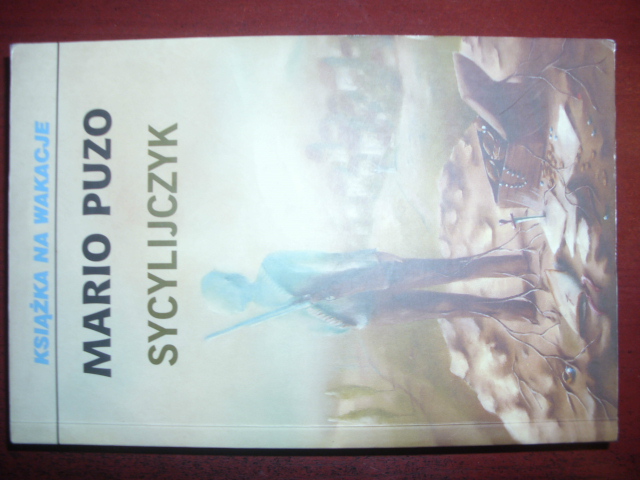 KSIĄŻKA NA WAKACJE
MARIO PUZO
SYCYLIJCZYK